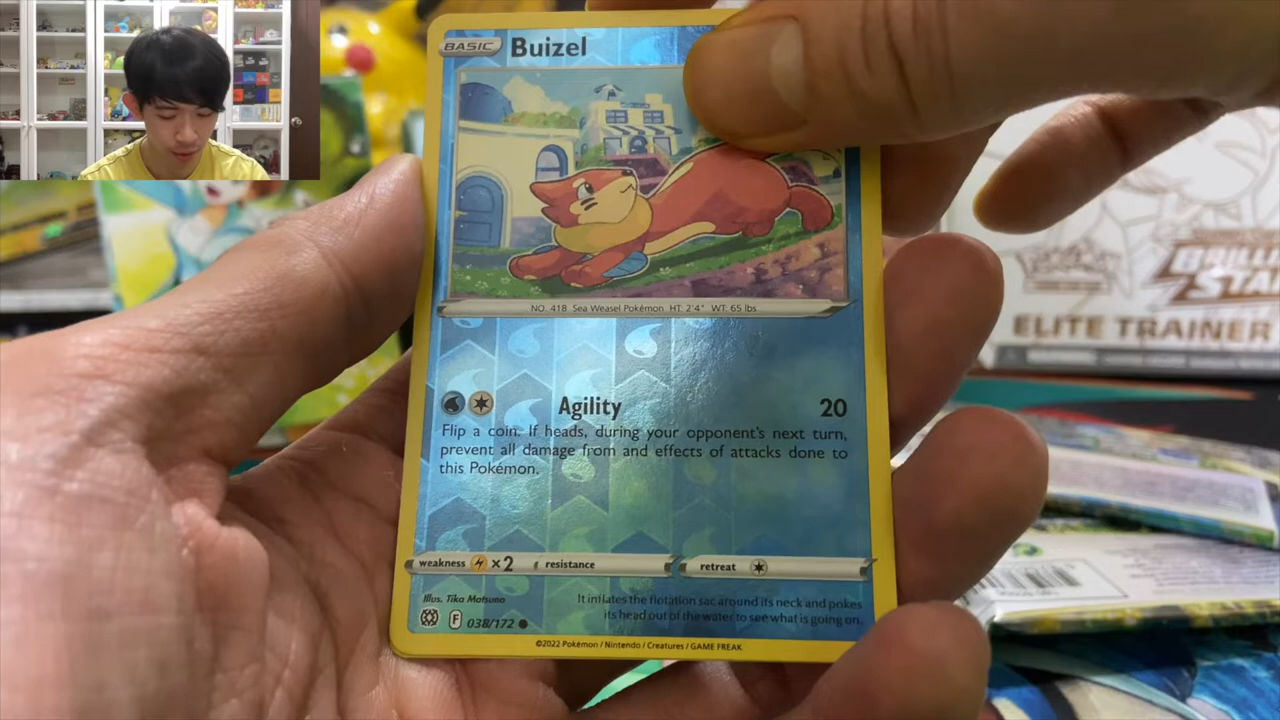 BASIC Buizel
NO. 418 Sea Weasel Pokémon HT: 2'4" WT: 65 lbs
Agility 20
Flip a coin. If heads, during your opponent's next turn,
prevent all damage from and effects of attacks done to
this Pokémon.
weakness ×2 resistance retreat
Illus. Tika Matsuno
It inflates the flotation sac around its neck and pokes
its head out of the water to see what is going on.
F 038/172
©2022 Pokémon / Nintendo / Creatures / GAME FREAK
ELITE TRAINER